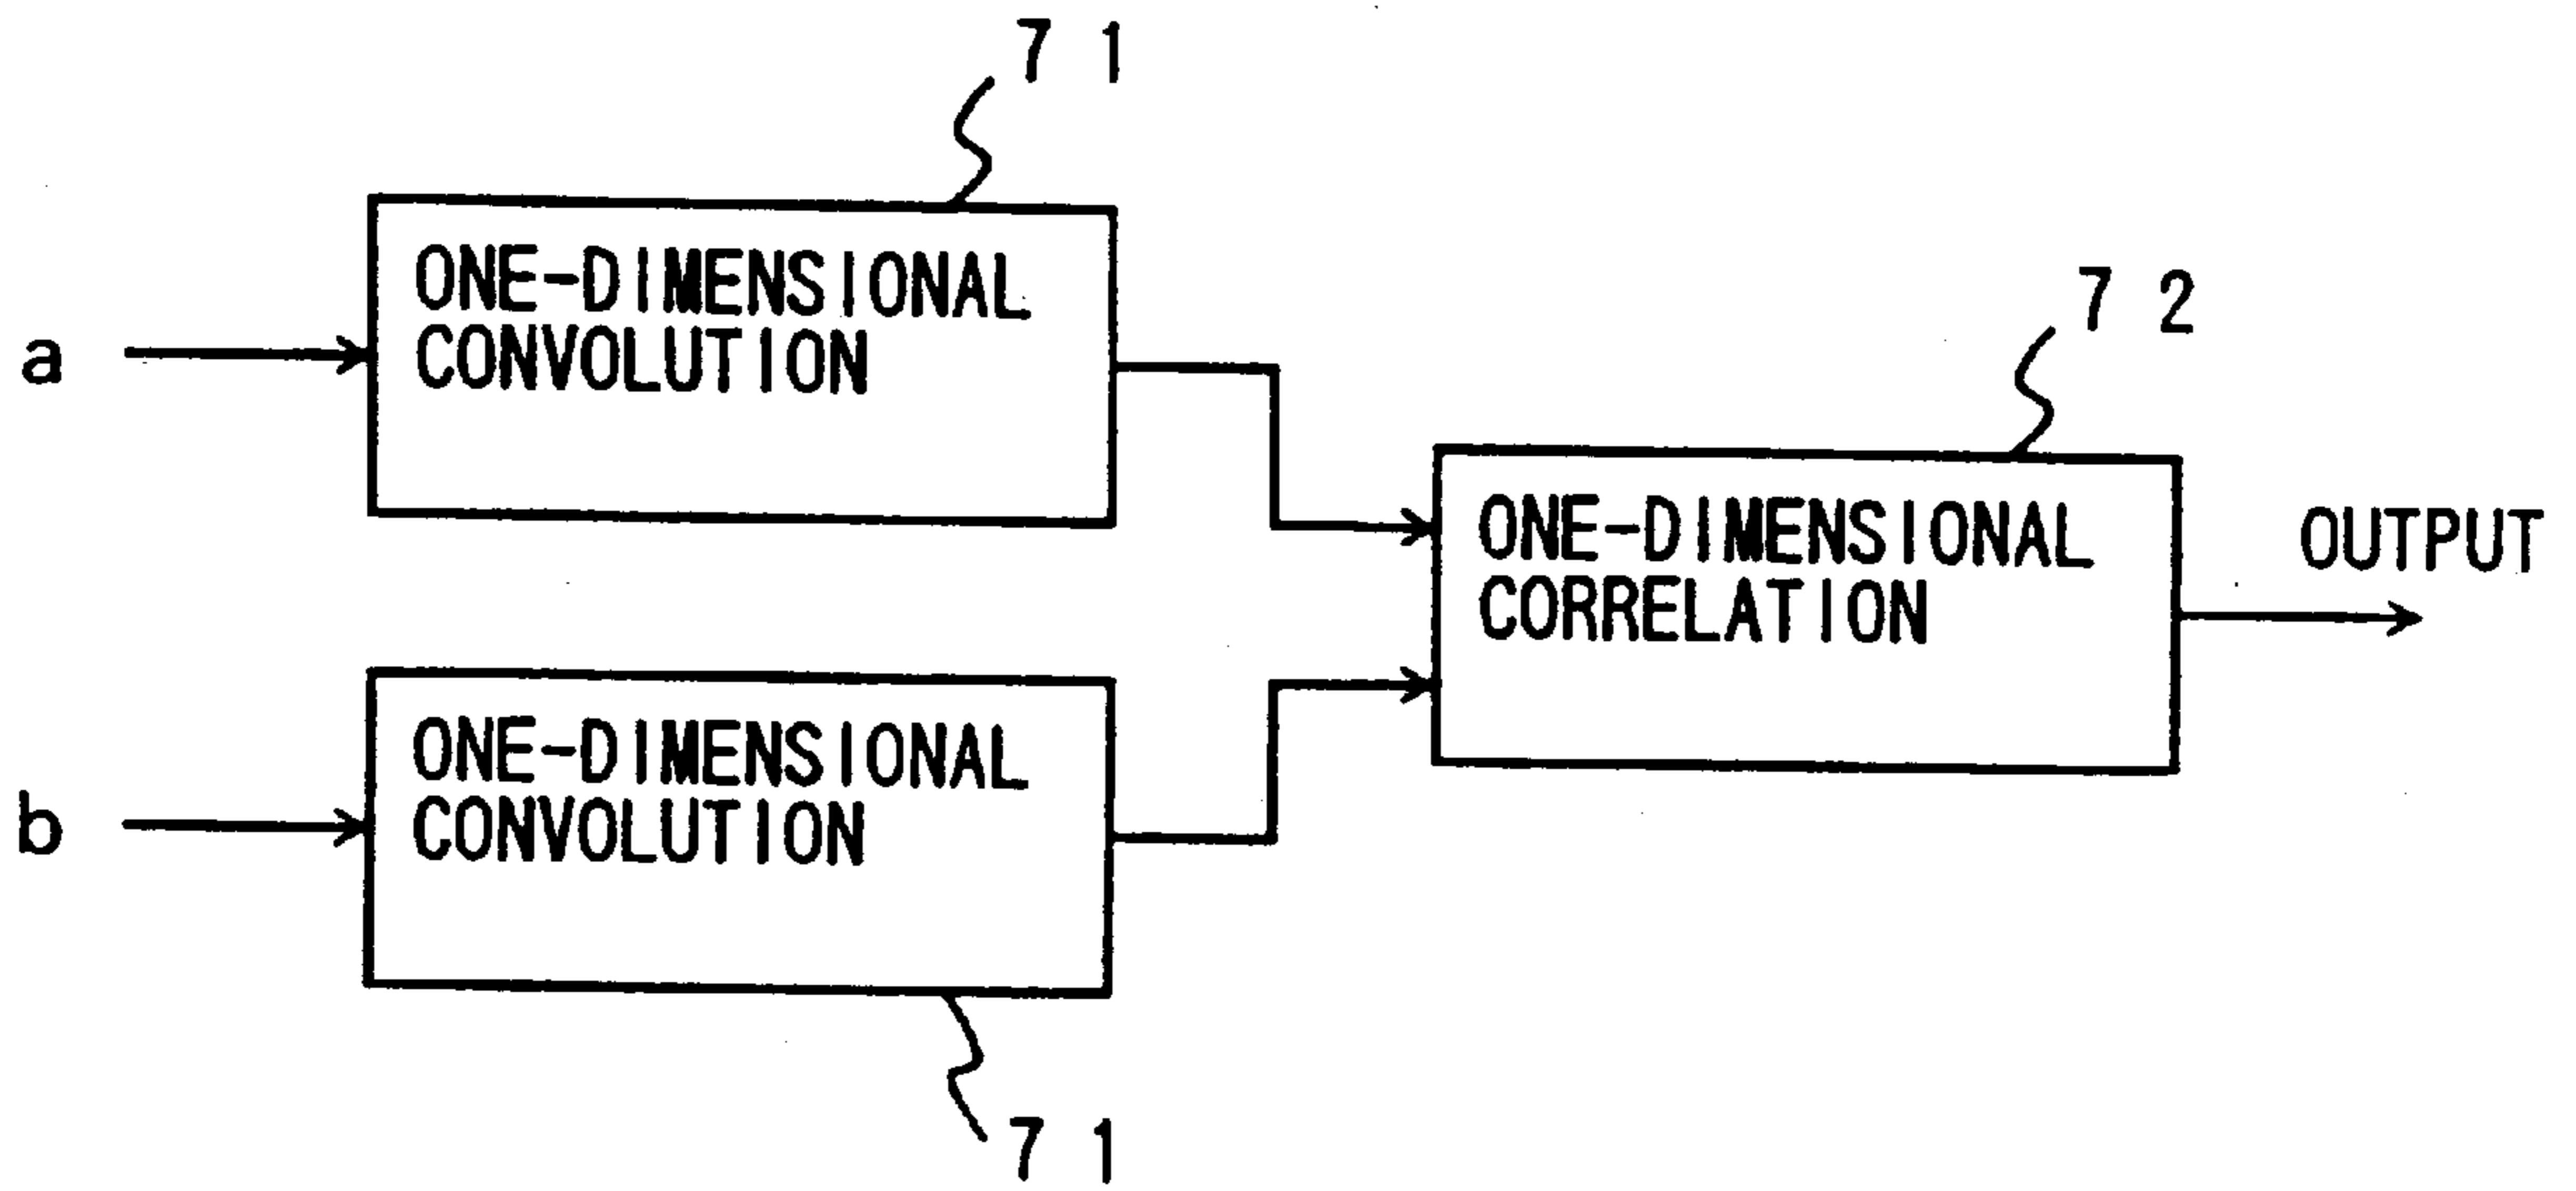 7 1
ONE-DIMENSIONAL
CONVOLUTION
a
7 2
ONE-DIMENSIONAL
CORRELATION
OUTPUT
ONE-DIMENSIONAL
CONVOLUTION
b
7 1